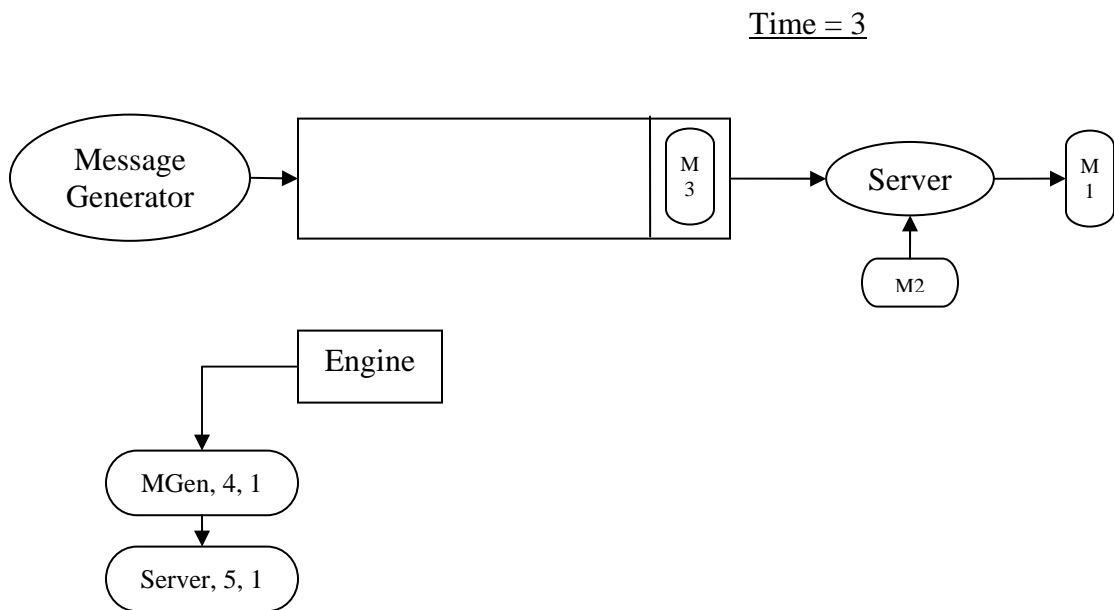 Time = 3
Message
Generator
M
3
Server
M
1
M2
Engine
MGen, 4, 1
Server, 5, 1